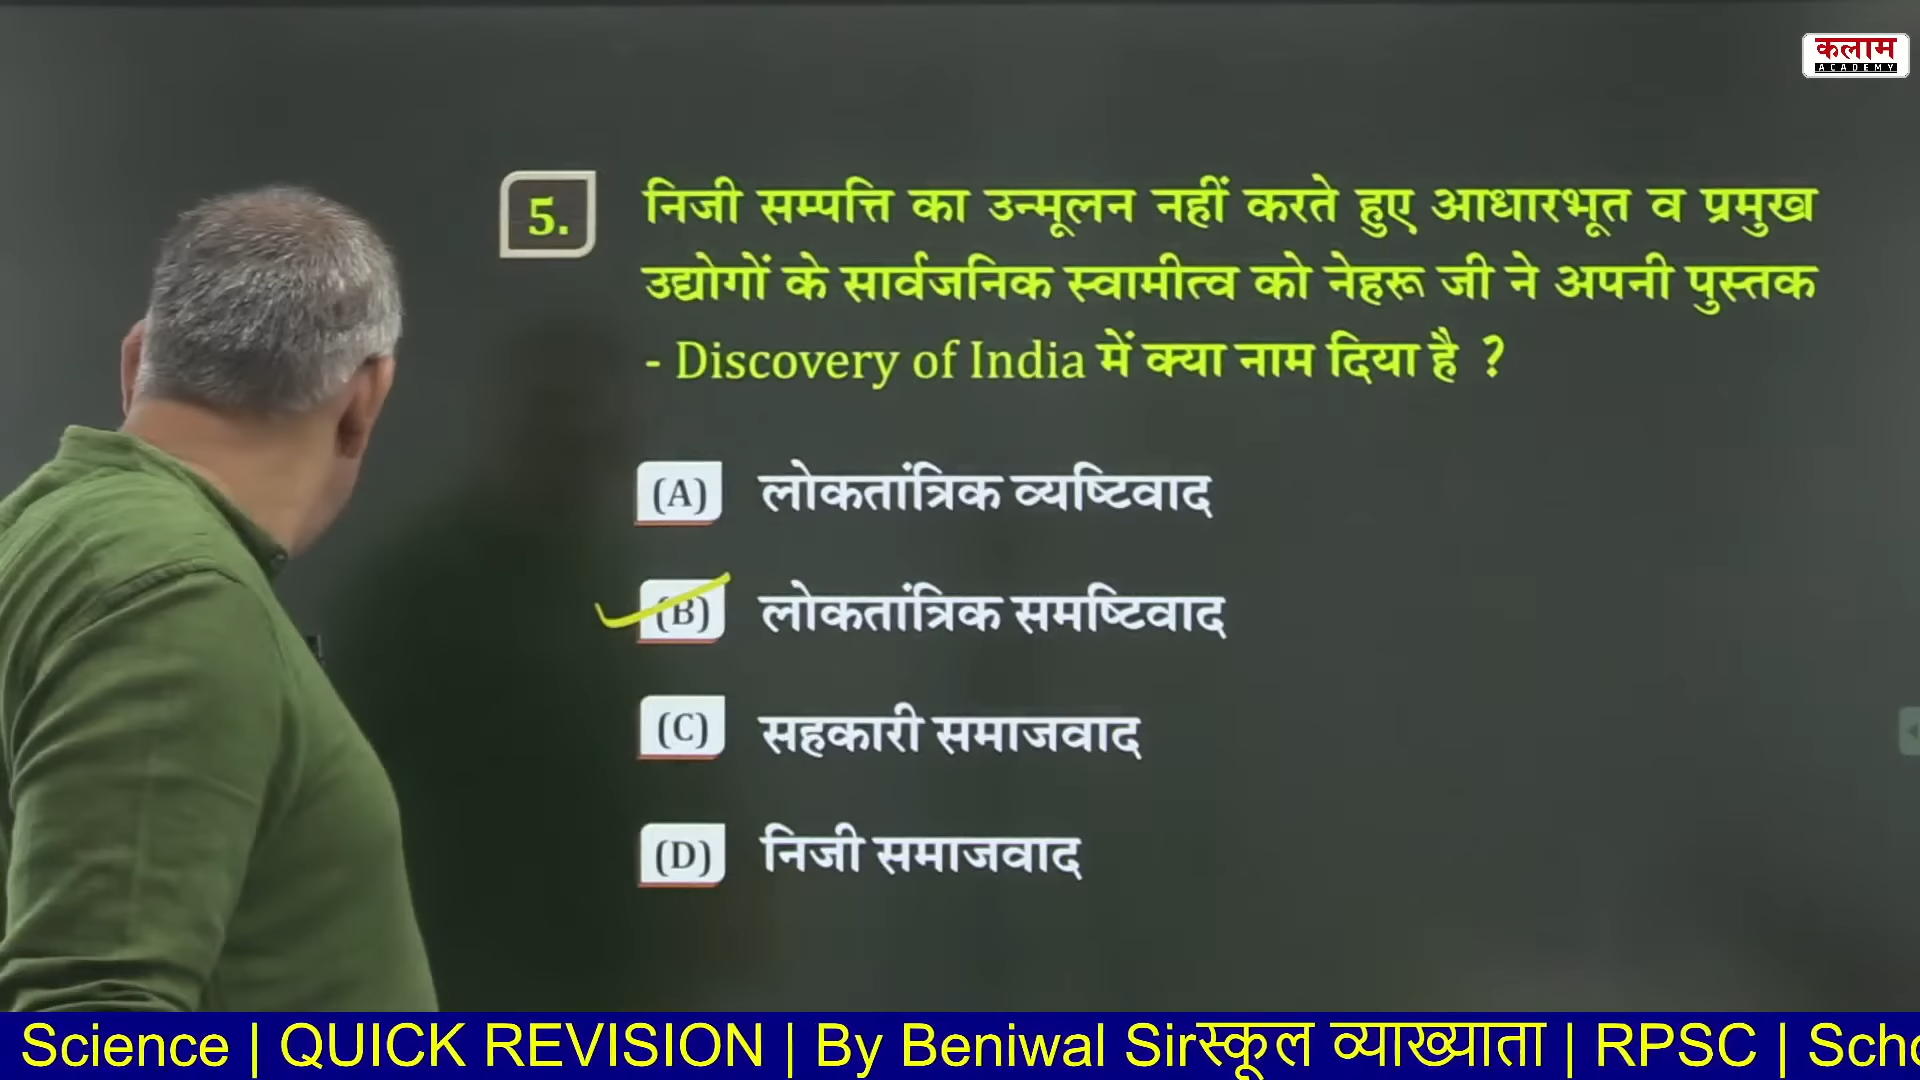 कलाम
ACADEMY
5. निजी सम्पत्ति का उन्मूलन नहीं करते हुए आधारभूत व प्रमुख
उद्योगों के सार्वजनिक स्वामीत्व को नेहरू जी ने अपनी पुस्तक
- Discovery of India में क्या नाम दिया है ?
(A) लोकतांत्रिक व्यष्टिवाद
(B) लोकतांत्रिक समष्टिवाद
(C) सहकारी समाजवाद
(D) निजी समाजवाद
Science | QUICK REVISION | By Beniwal Sirस्कूल व्याख्याता | RPSC | Scho